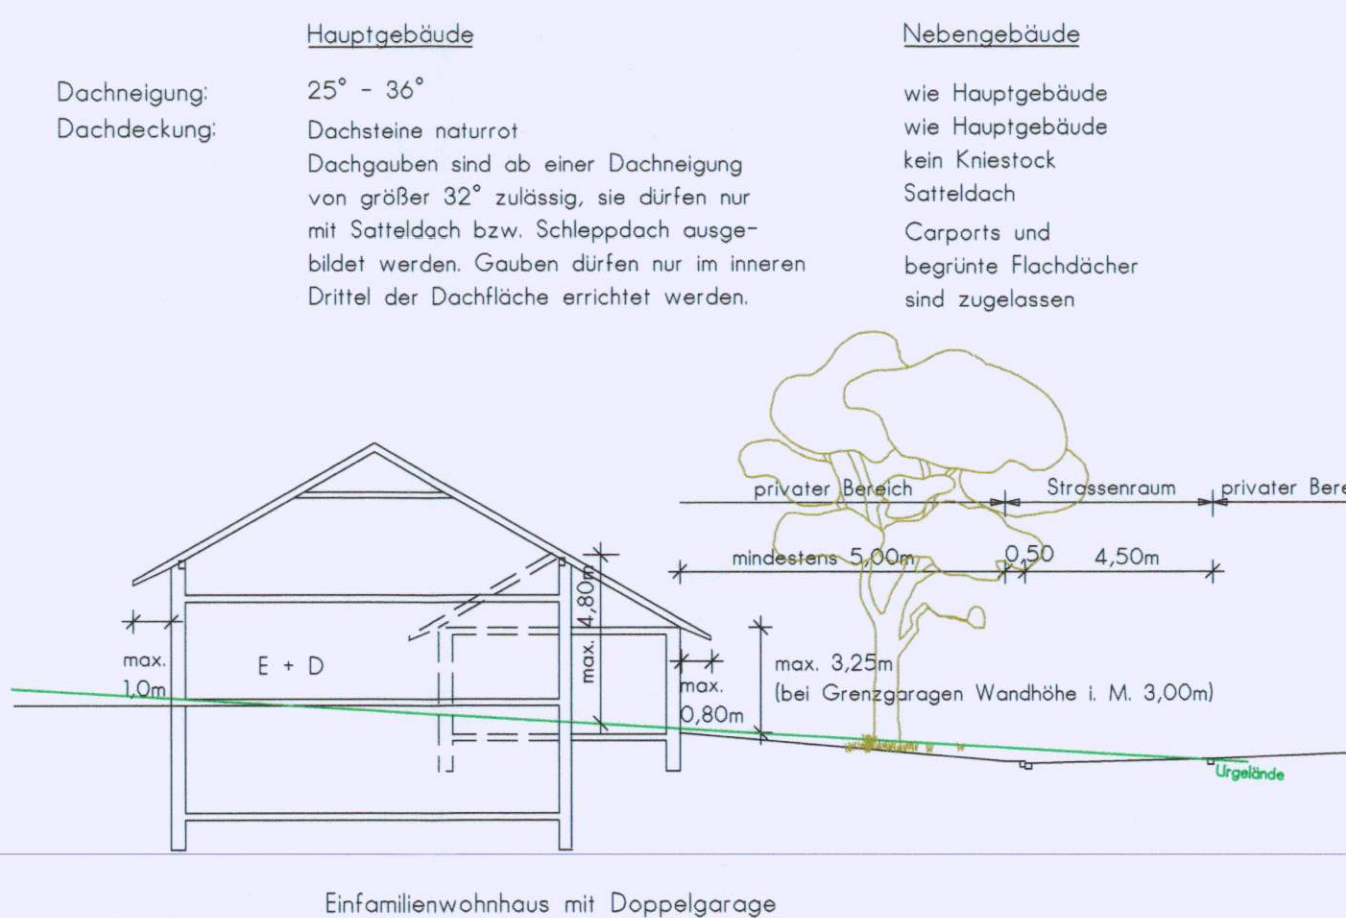 Hauptgebäude
Nebengebäude
Dachneigung:
25° - 36°
wie Hauptgebäude
Dachdeckung:
Dachsteine naturrot
wie Hauptgebäude
Dachgauben sind ab einer Dachneigung
kein Kniestock
von größer 32° zulässig, sie dürfen nur
Satteldach
mit Satteldach bzw. Schleppdach ausge-
Carports und
bildet werden. Gauben dürfen nur im inneren
begrünte Flachdächer
Drittel der Dachfläche errichtet werden.
sind zugelassen
privater Bereich
Strassenraum
privater Bere
mindestens 5,00m
0,50
4,50m
max. 4,80m
max.
1,0m
E + D
max.
0,80m
max. 3,25m
(bei Grenzgaragen Wandhöhe i. M. 3,00m)
Urgelände
Einfamilienwohnhaus mit Doppelgarage